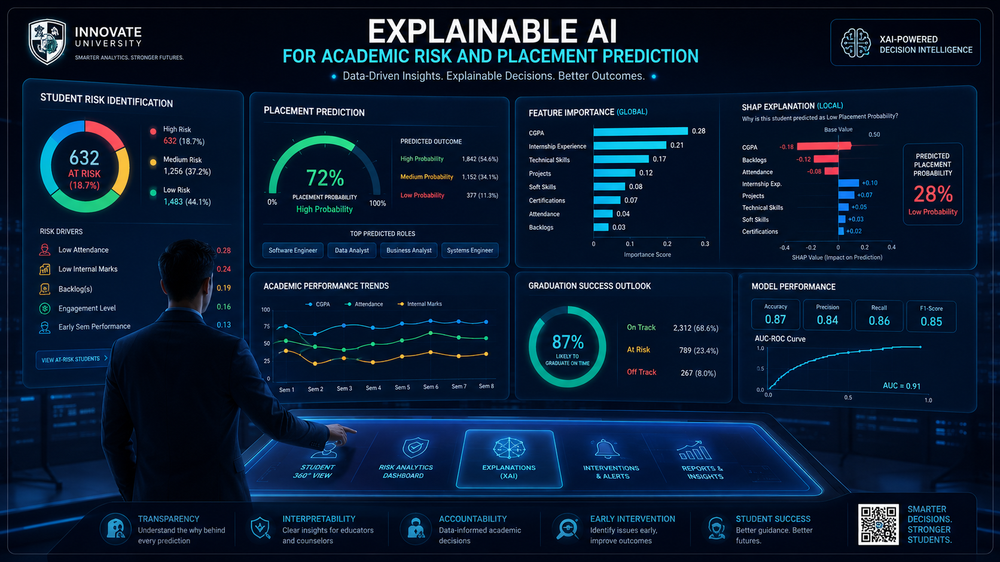 INNOVATE
UNIVERSITY
SMARTER ANALYTICS. STRONGER FUTURES.
EXPLAINABLE AI
FOR ACADEMIC RISK AND PLACEMENT PREDICTION
Data-Driven Insights. Explainable Decisions. Better Outcomes.
XAI-POWERED
DECISION INTELLIGENCE
STUDENT RISK IDENTIFICATION
632
AT RISK
(18.7%)
High Risk
632 (18.7%)
Medium Risk
1,256 (37.2%)
Low Risk
1,483 (44.1%)
RISK DRIVERS
Low Attendance 0.28
Low Internal Marks 0.24
Backlog(s) 0.19
Engagement Level 0.16
Early Sem Performance 0.13
VIEW AT-RISK STUDENTS >
PLACEMENT PREDICTION
72%
PLACEMENT PROBABILITY
High Probability
0%
100%
PREDICTED OUTCOME
High Probability 1,842 (54.6%)
Medium Probability 1,152 (34.1%)
Low Probability 377 (11.3%)
TOP PREDICTED ROLES
Software Engineer
Data Analyst
Business Analyst
Systems Engineer
FEATURE IMPORTANCE (GLOBAL)
CGPA 0.28
Internship Experience 0.21
Technical Skills 0.17
Projects 0.12
Soft Skills 0.08
Certifications 0.07
Attendance 0.04
Backlogs 0.03
0 0.1 0.2 0.3
Importance Score
SHAP EXPLANATION (LOCAL)
Why is this student predicted as Low Placement Probability?
Base Value
0.50
CGPA -0.18
Backlogs -0.12
Attendance -0.08
Internship Exp. +0.10
Projects +0.07
Technical Skills +0.05
Soft Skills +0.03
Certifications +0.02
-0.4 -0.2 0 0.2 0.4
SHAP Value (Impact on Prediction)
PREDICTED
PLACEMENT
PROBABILITY
28%
Low Probability
ACADEMIC PERFORMANCE TRENDS
CGPA Attendance Internal Marks
100
75
50
25
0
Sem 1 Sem 2 Sem 3 Sem 4 Sem 5 Sem 6 Sem 7 Sem 8
GRADUATION SUCCESS OUTLOOK
87%
LIKELY TO
GRADUATE ON TIME
On Track 2,312 (68.6%)
At Risk 789 (23.4%)
Off Track 267 (8.0%)
MODEL PERFORMANCE
Accuracy
0.87
Precision
0.84
Recall
0.86
F1-Score
0.85
AUC-ROC Curve
1.0
0.5
0.0
0.0 0.5 1.0
AUC = 0.91
STUDENT
360° VIEW
RISK ANALYTICS
DASHBOARD
EXPLANATIONS
(XAI)
INTERVENTIONS
& ALERTS
REPORTS &
INSIGHTS
TRANSPARENCY
Understand the why behind
every prediction
INTERPRETABILITY
Clear insights for educators
and counselors
ACCOUNTABILITY
Data-informed academic
decisions
EARLY INTERVENTION
Identify issues early,
improve outcomes
STUDENT SUCCESS
Better guidance. Better
futures.
SMARTER
DECISIONS.
STRONGER
STUDENTS.